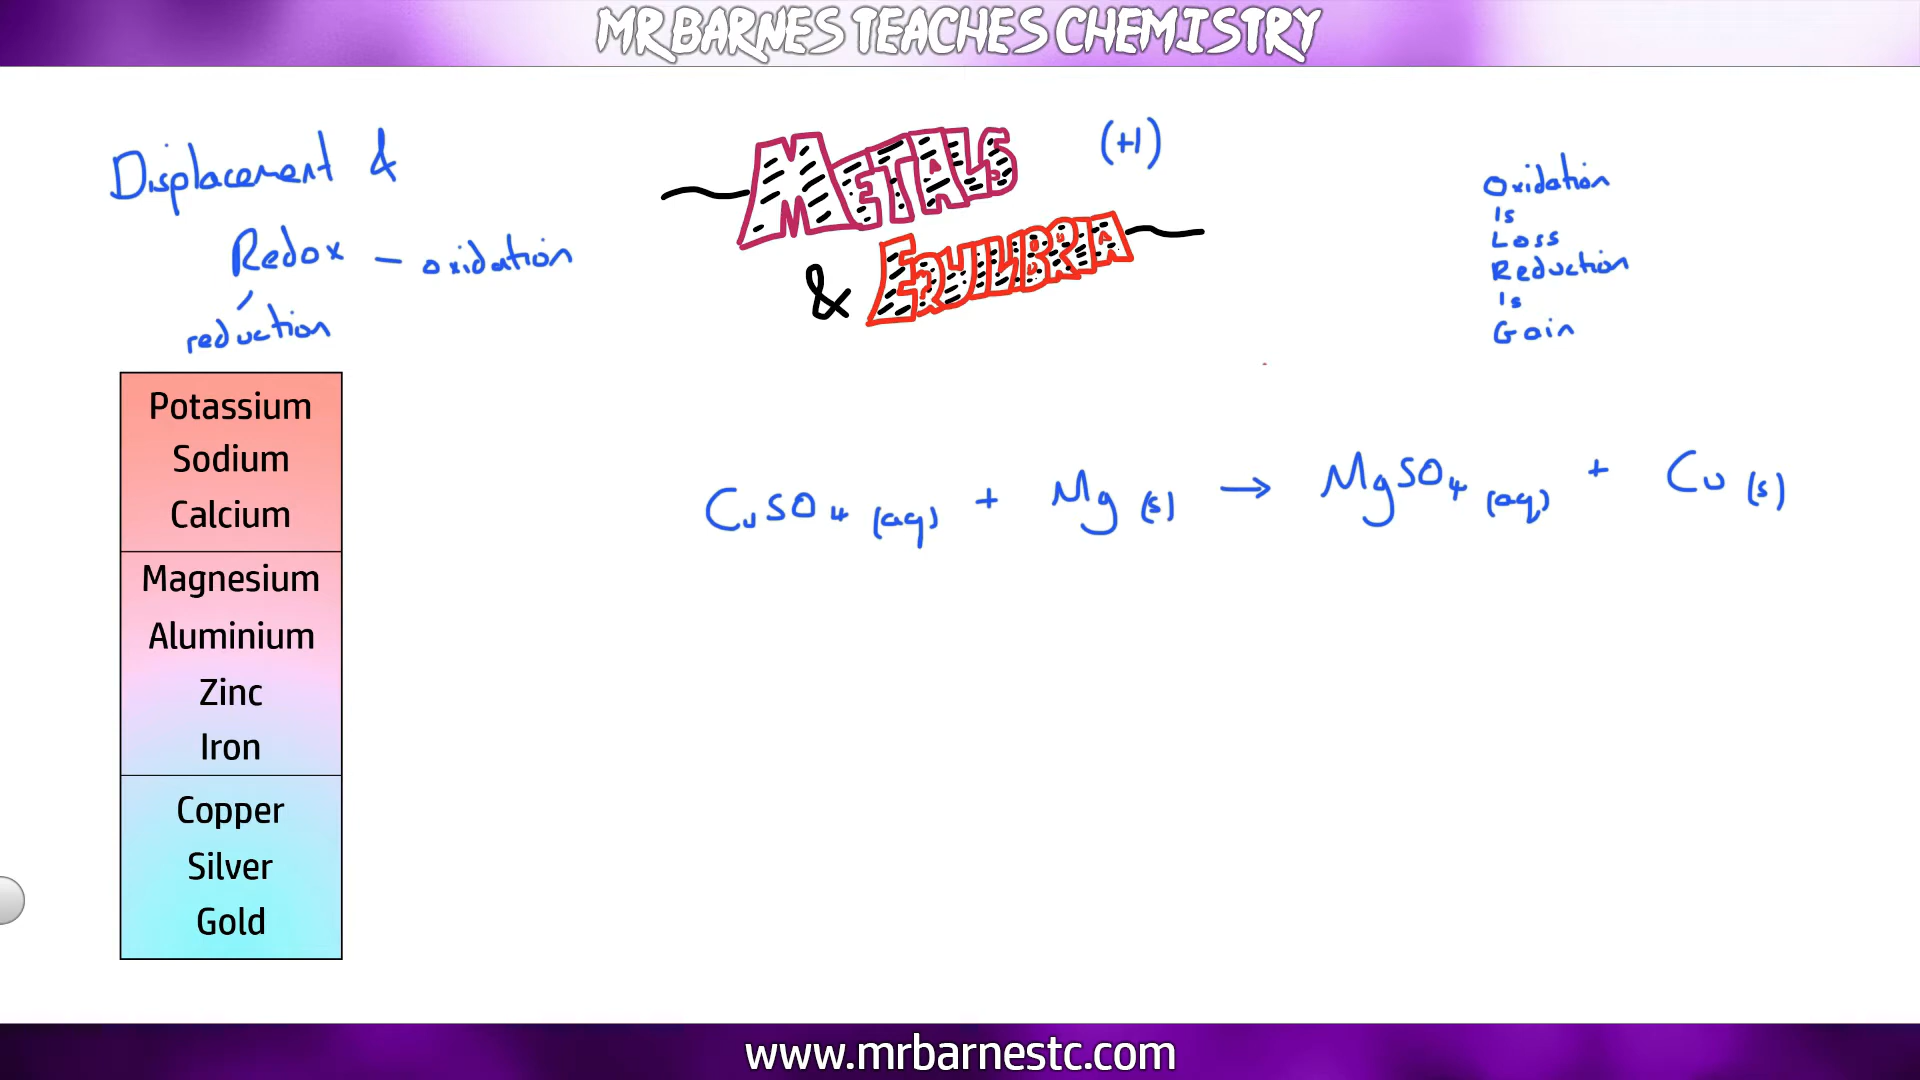 MR BARNES TEACHES CHEMISTRY
Displacement &
Redox - oxidation
reduction
METALS
& EQUILIBRIA
(+1)
Oxidation
Is
Loss
Reduction
Is
Gain
Potassium
Sodium
Calcium
Magnesium
Aluminium
Zinc
Iron
Copper
Silver
Gold
CuSO₄ (aq) + Mg (s) → MgSO₄ (aq) + Cu (s)
www.mrbarnestc.com